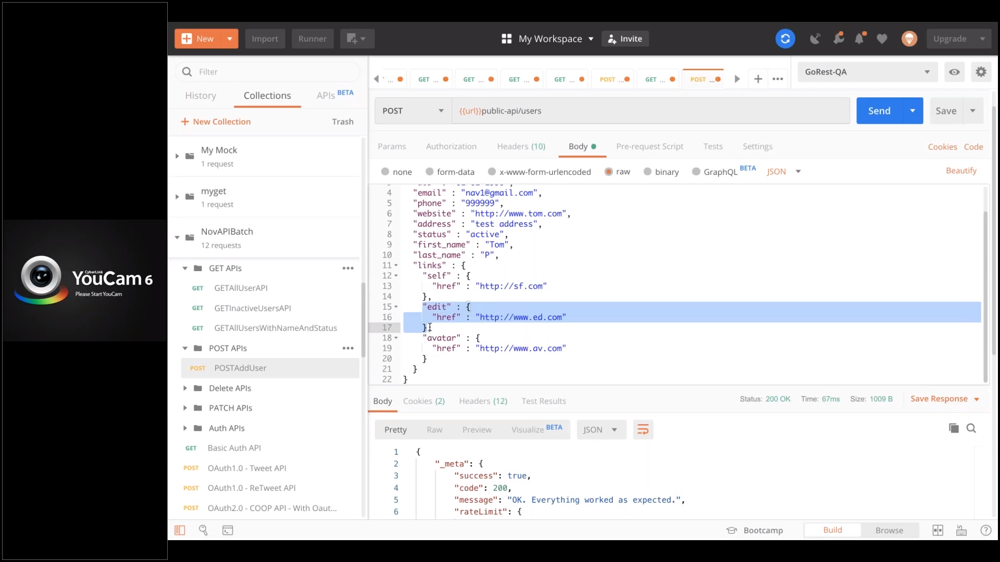 New
Import
Runner
My Workspace
Invite
Upgrade
Filter
History
Collections
APIs BETA
New Collection
Trash
My Mock
1 request
myget
1 request
NovAPIBatch
12 requests
GET APIs
GET GETAllUserAPI
GET GETInactiveUsersAPI
GET GETAllUsersWithNameAndStatus
POST APIs
POST POSTAddUser
Delete APIs
PATCH APIs
Auth APIs
GET Basic Auth API
POST OAuth1.0 - Tweet API
POST OAuth1.0 - ReTweet API
POST OAuth2.0 - COOP API - With Oaut...
CyberLink
YouCam 6
Please Start YouCam
... GET ... GET ... GET ... GET ... POST ... GET ... POST ...
GoRest-QA
POST
{{url}}public-api/users
Send
Save
Params
Authorization
Headers (10)
Body
Pre-request Script
Tests
Settings
Cookies
Code
none
form-data
x-www-form-urlencoded
raw
binary
GraphQL BETA
JSON
Beautify
4 "email" : "nav1@gmail.com",
5 "phone" : "999999",
6 "website" : "http://www.tom.com",
7 "address" : "test address",
8 "status" : "active",
9 "first_name" : "Tom",
10 "last_name" : "P",
11 "links" : {
12 "self" : {
13 "href" : "http://sf.com"
14 },
15 "edit" : {
16 "href" : "http://www.ed.com"
17 },
18 "avatar" : {
19 "href" : "http://www.av.com"
20 }
21 }
22 }
Body
Cookies (2)
Headers (12)
Test Results
Status: 200 OK
Time: 67ms
Size: 1009 B
Save Response
Pretty
Raw
Preview
Visualize BETA
JSON
1 {
2 "_meta": {
3 "success": true,
4 "code": 200,
5 "message": "OK. Everything worked as expected.",
6 "rateLimit": {
Bootcamp
Build
Browse